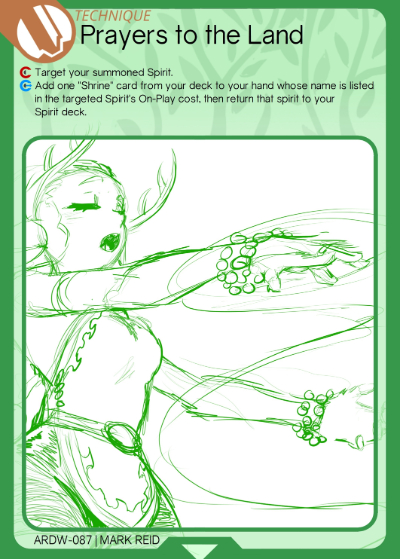 TECHNIQUE
Prayers to the Land
C Target your summoned Spirit.
C Add one "Shrine" card from your deck to your hand whose name is listed
in the targeted Spirit's On-Play cost, then return that spirit to your
Spirit deck.
ARDW-087 | MARK REID